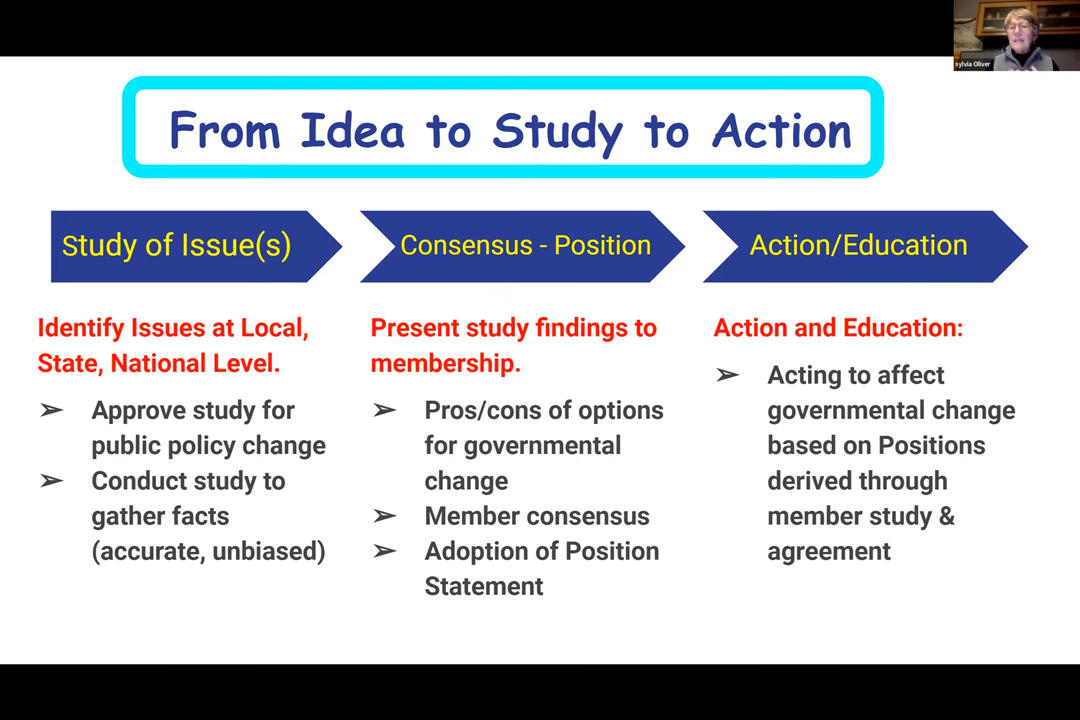 sylvia Oliver
From Idea to Study to Action
Study of Issue(s)
Consensus - Position
Action/Education
Identify Issues at Local,
State, National Level.
➢ Approve study for
public policy change
➢ Conduct study to
gather facts
(accurate, unbiased)
Present study findings to
membership.
➢ Pros/cons of options
for governmental
change
➢ Member consensus
➢ Adoption of Position
Statement
Action and Education:
➢ Acting to affect
governmental change
based on Positions
derived through
member study &
agreement